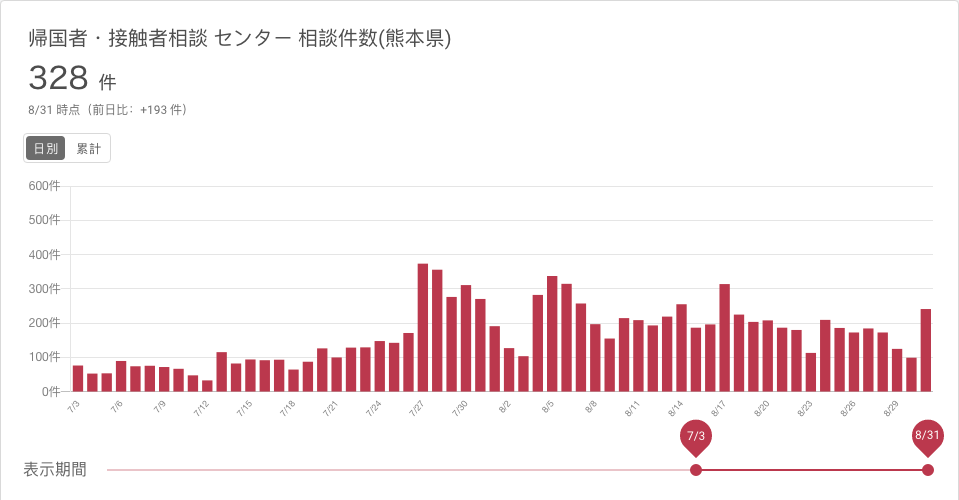 帰国者・接触者相談 センター 相談件数(熊本県)
328 件
8/31 時点（前日比：+193 件）
日別 累計
600件
500件
400件
300件
200件
100件
0件
7/3 7/6 7/9 7/12 7/15 7/18 7/21 7/24 7/27 7/30 8/2 8/5 8/8 8/11 8/14 8/17 8/20 8/23 8/26 8/29
7/3 8/31
表示期間